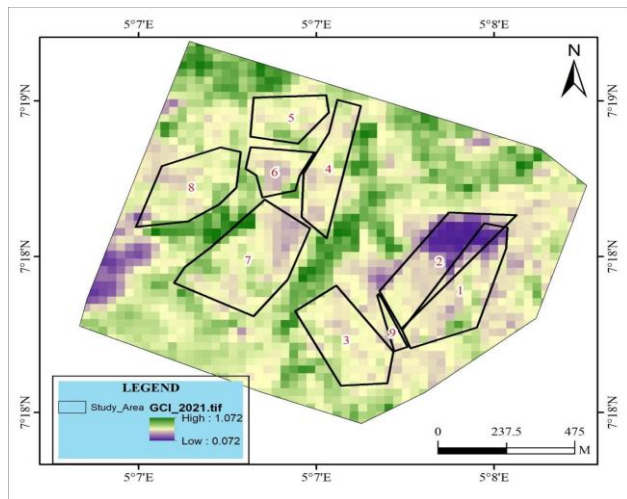 5°7'E 5°7'E 5°8'E
N
7°19'N 7°19'N
5
6
4
8
2
7
1
9
3
7°18'N 7°18'N
7°18'N 7°18'N
LEGEND
Study_Area GCI_2021.tif
High : 1.072
Low : 0.072
0 237.5 475
M
5°7'E 5°7'E 5°8'E